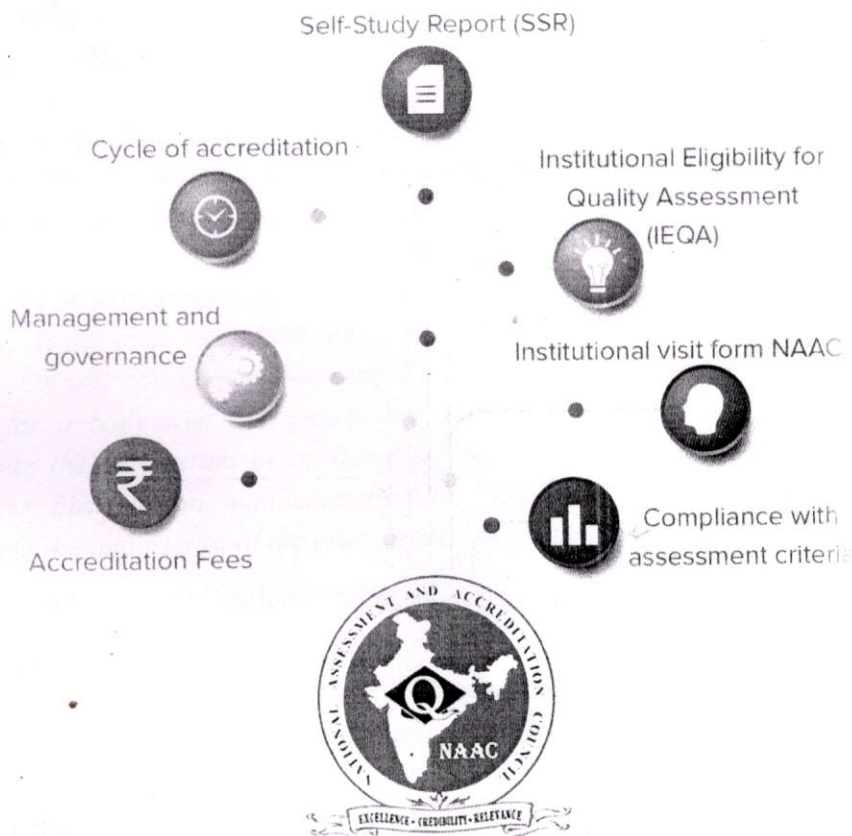 Self-Study Report (SSR)
Cycle of accreditation
Institutional Eligibility for
Quality Assessment
(IEQA)
Management and
governance
Institutional visit form NAAC
₹
Compliance with
assessment criteria
Accreditation Fees
NATIONAL ASSESSMENT AND ACCREDITATION COUNCIL
Q
NAAC
EXCELLENCE - CREDIBILITY - RELEVANCE